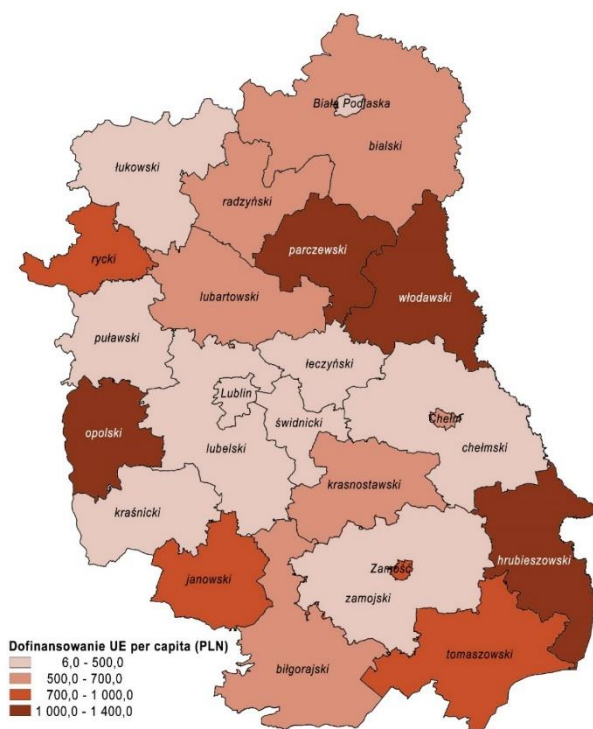 Biała Podlaska
bialski
łukowski
radzyński
parczewski
rycki
lubartowski
włodawski
puławski
łęczyński
Lublin
świdnicki
Chełm
opolski
lubelski
chełmski
krasnostawski
kraśnicki
hrubieszowski
Zamość
janowski
zamojski
tomaszowski
biłgorajski
Dofinansowanie UE per capita (PLN)
6,0 - 500,0
500,0 - 700,0
700,0 - 1 000,0
1 000,0 - 1 400,0